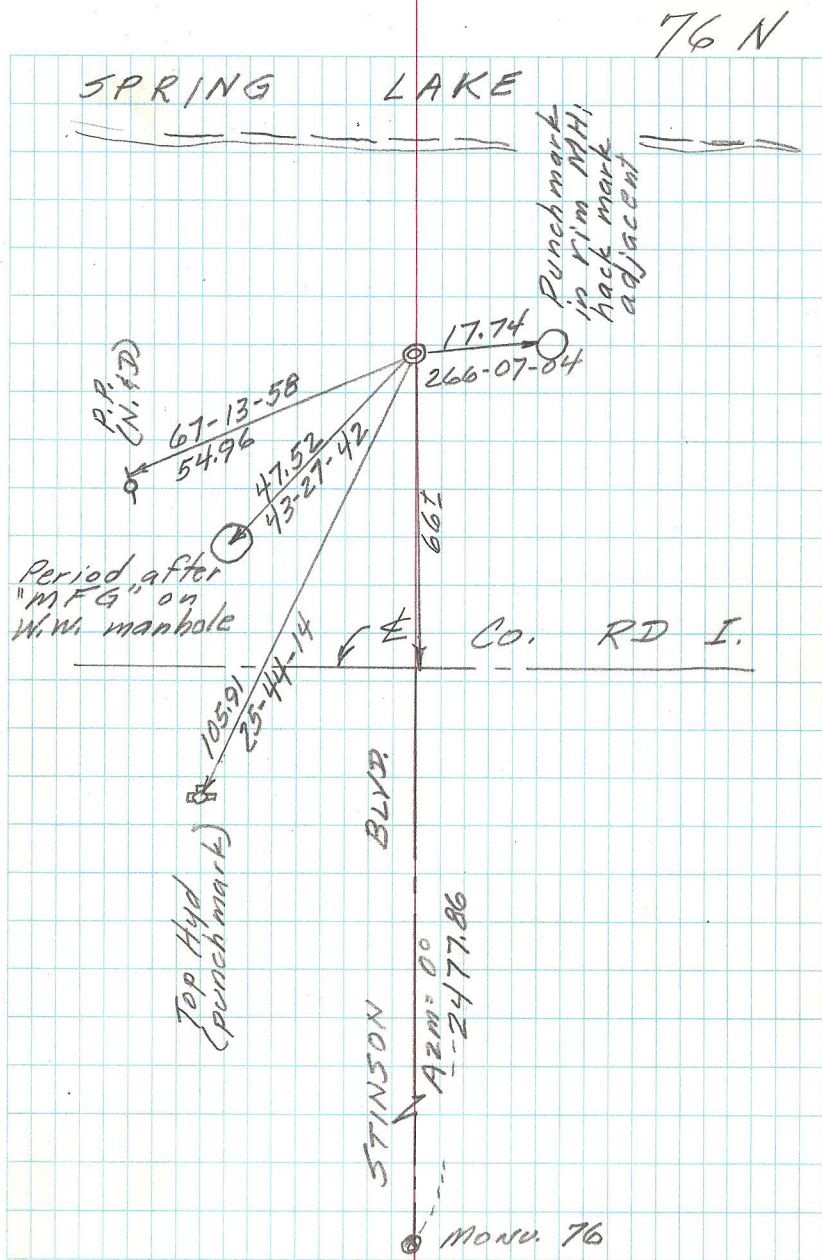 76 N
SPRING LAKE
Punchmark
in rim MH,
hack mark
adjacent
17.74
266-07-04
P.P.
(N.&D)
67-13-58
54.96
47.52
43-27-42
66±
Period after
"MFG" on
W.W. manhole
℄ CO. RD I.
105.91
25-44-14
Top Hyd
(punchmark)
STINSON BLVD.
Azm = 0°
2477.86
MONU. 76